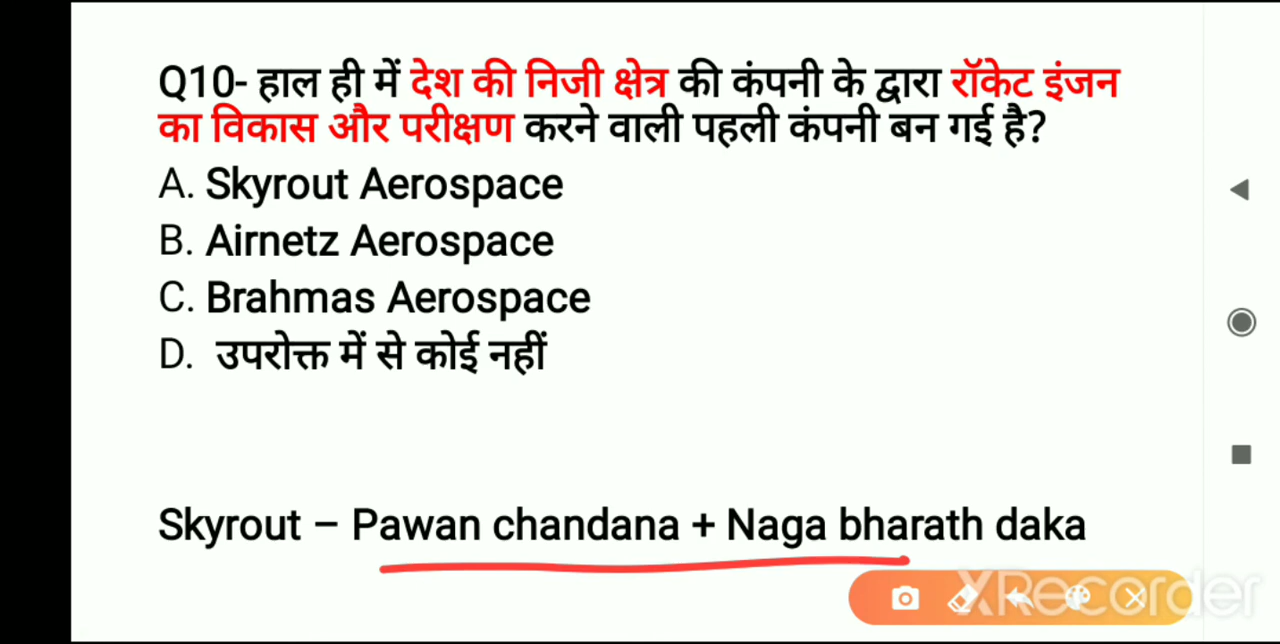 Q10- हाल ही में देश की निजी क्षेत्र की कंपनी के द्वारा रॉकेट इंजन
का विकास और परीक्षण करने वाली पहली कंपनी बन गई है?
A. Skyrout Aerospace
B. Airnetz Aerospace
C. Brahmas Aerospace
D. उपरोक्त में से कोई नहीं
Skyrout – Pawan chandana + Naga bharath daka
XRecorder